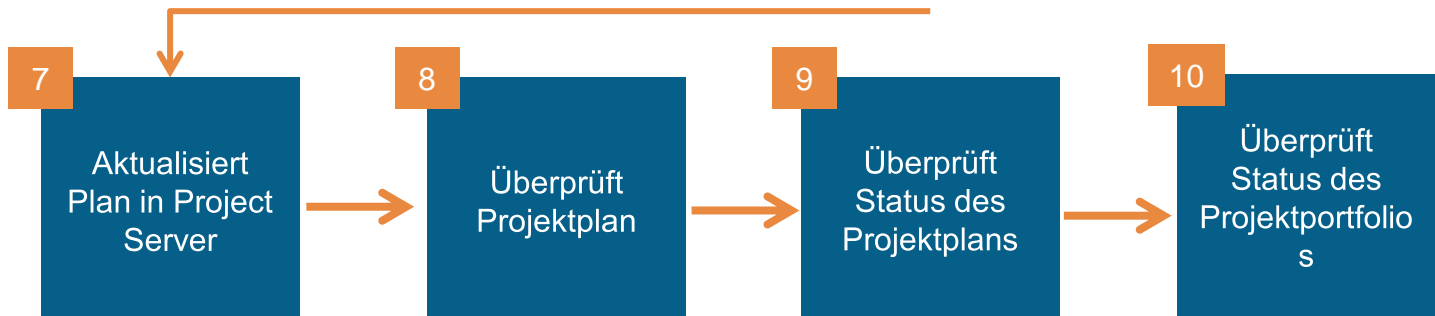 7
Aktualisiert
Plan in Project
Server
8
Überprüft
Projektplan
9
Überprüft
Status des
Projektplans
10
Überprüft
Status des
Projektportfolio
s